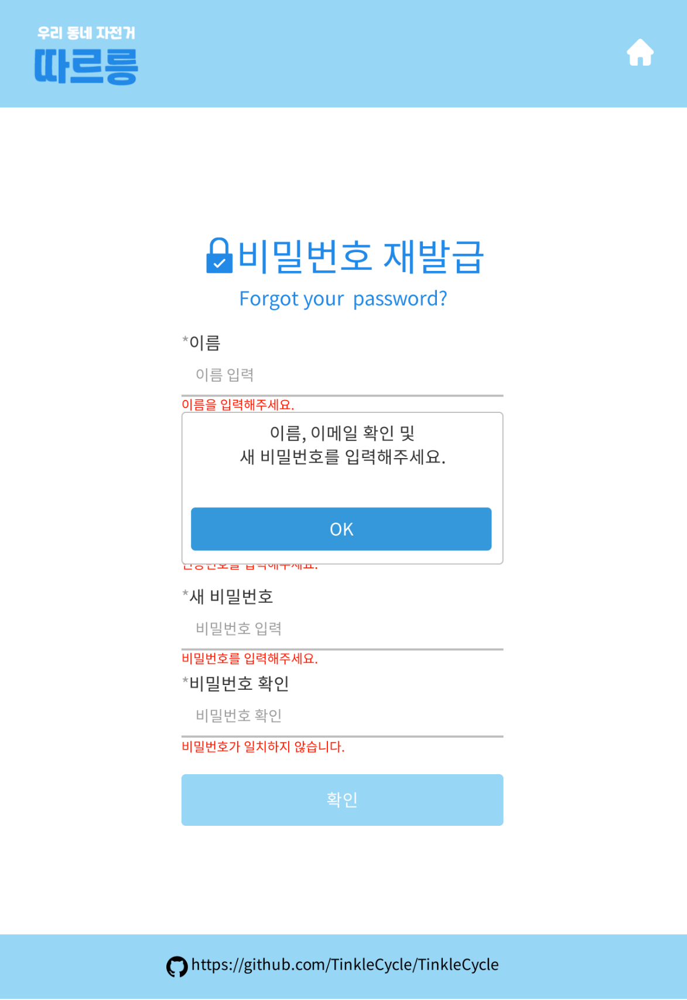 우리 동네 자전거
따르릉
비밀번호 재발급
Forgot your password?
*이름
이름 입력
이름을 입력해주세요.
이름, 이메일 확인 및
새 비밀번호를 입력해주세요.
OK
*새 비밀번호
비밀번호 입력
비밀번호를 입력해주세요.
*비밀번호 확인
비밀번호 확인
비밀번호가 일치하지 않습니다.
확인
https://github.com/TinkleCycle/TinkleCycle